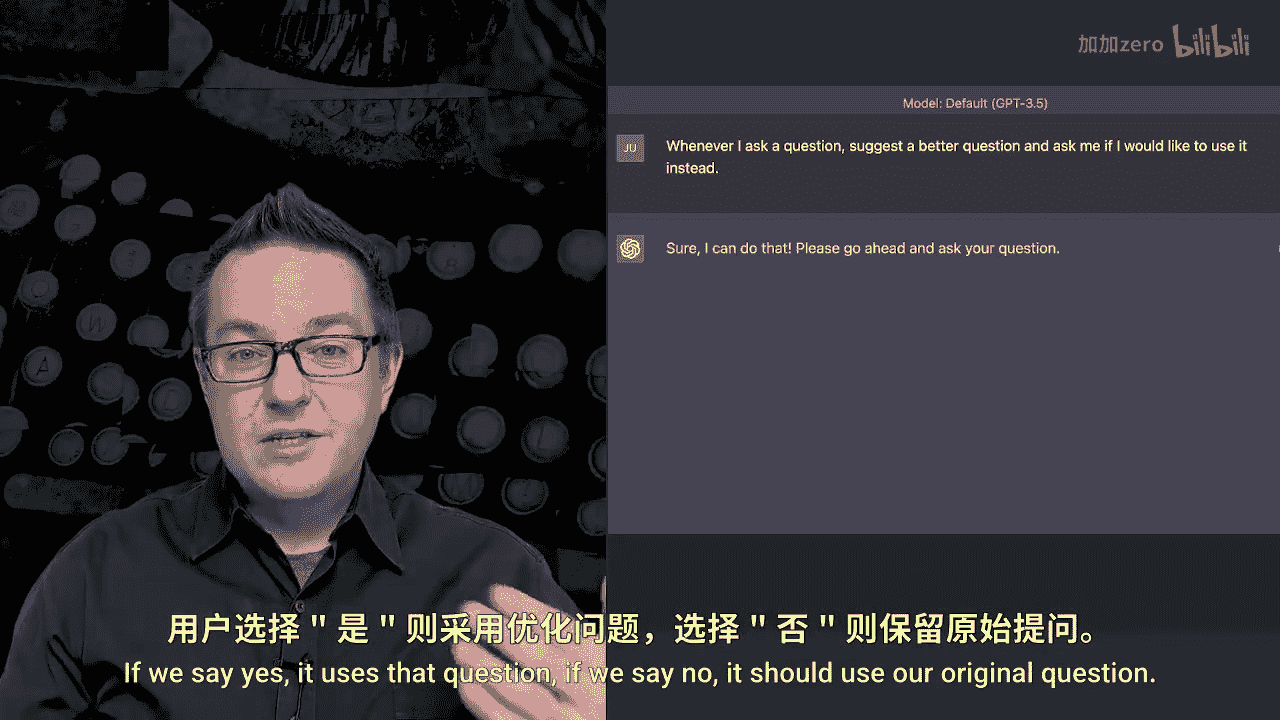 加加zero bilibili
Model: Default (GPT-3.5)
JU
Whenever I ask a question, suggest a better question and ask me if I would like to use it
instead.
Sure, I can do that! Please go ahead and ask your question.
用户选择 " 是 " 则采用优化问题，选择 " 否 " 则保留原始提问。
If we say yes, it uses that question, if we say no, it should use our original question.